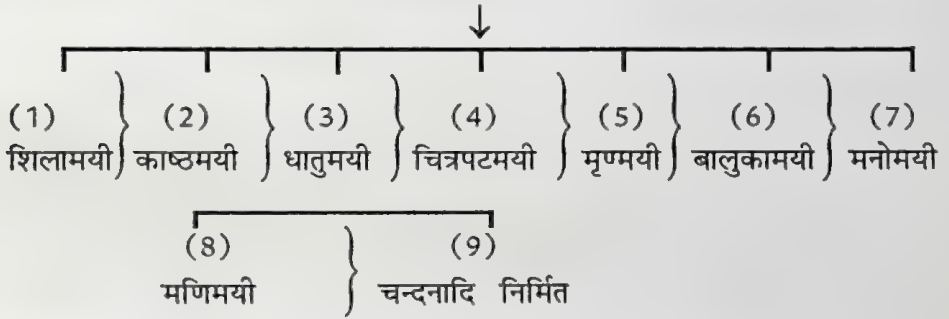 (1) (2) (3) (4) (5) (6) (7)
शिलामयी काष्ठमयी धातुमयी चित्रपटमयी मृण्मयी बालुकामयी मनोमयी
(8) (9)
मणिमयी चन्दनादि निर्मित